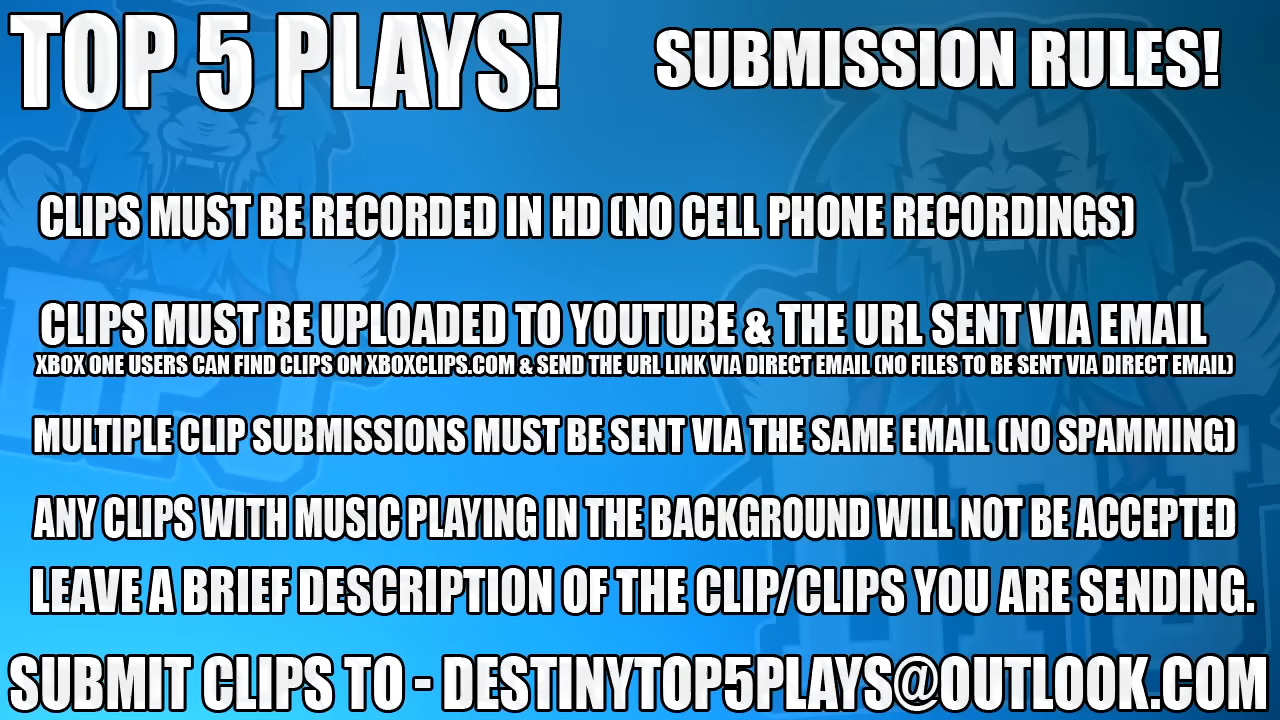 TOP 5 PLAYS!
SUBMISSION RULES!
CLIPS MUST BE RECORDED IN HD (NO CELL PHONE RECORDINGS)
CLIPS MUST BE UPLOADED TO YOUTUBE & THE URL SENT VIA EMAIL
XBOX ONE USERS CAN FIND CLIPS ON XBOXCLIPS.COM & SEND THE URL LINK VIA DIRECT EMAIL (NO FILES TO BE SENT VIA DIRECT EMAIL)
MULTIPLE CLIP SUBMISSIONS MUST BE SENT VIA THE SAME EMAIL (NO SPAMMING)
ANY CLIPS WITH MUSIC PLAYING IN THE BACKGROUND WILL NOT BE ACCEPTED
LEAVE A BRIEF DESCRIPTION OF THE CLIP/CLIPS YOU ARE SENDING.
SUBMIT CLIPS TO - DESTINYTOP5PLAYS@OUTLOOK.COM